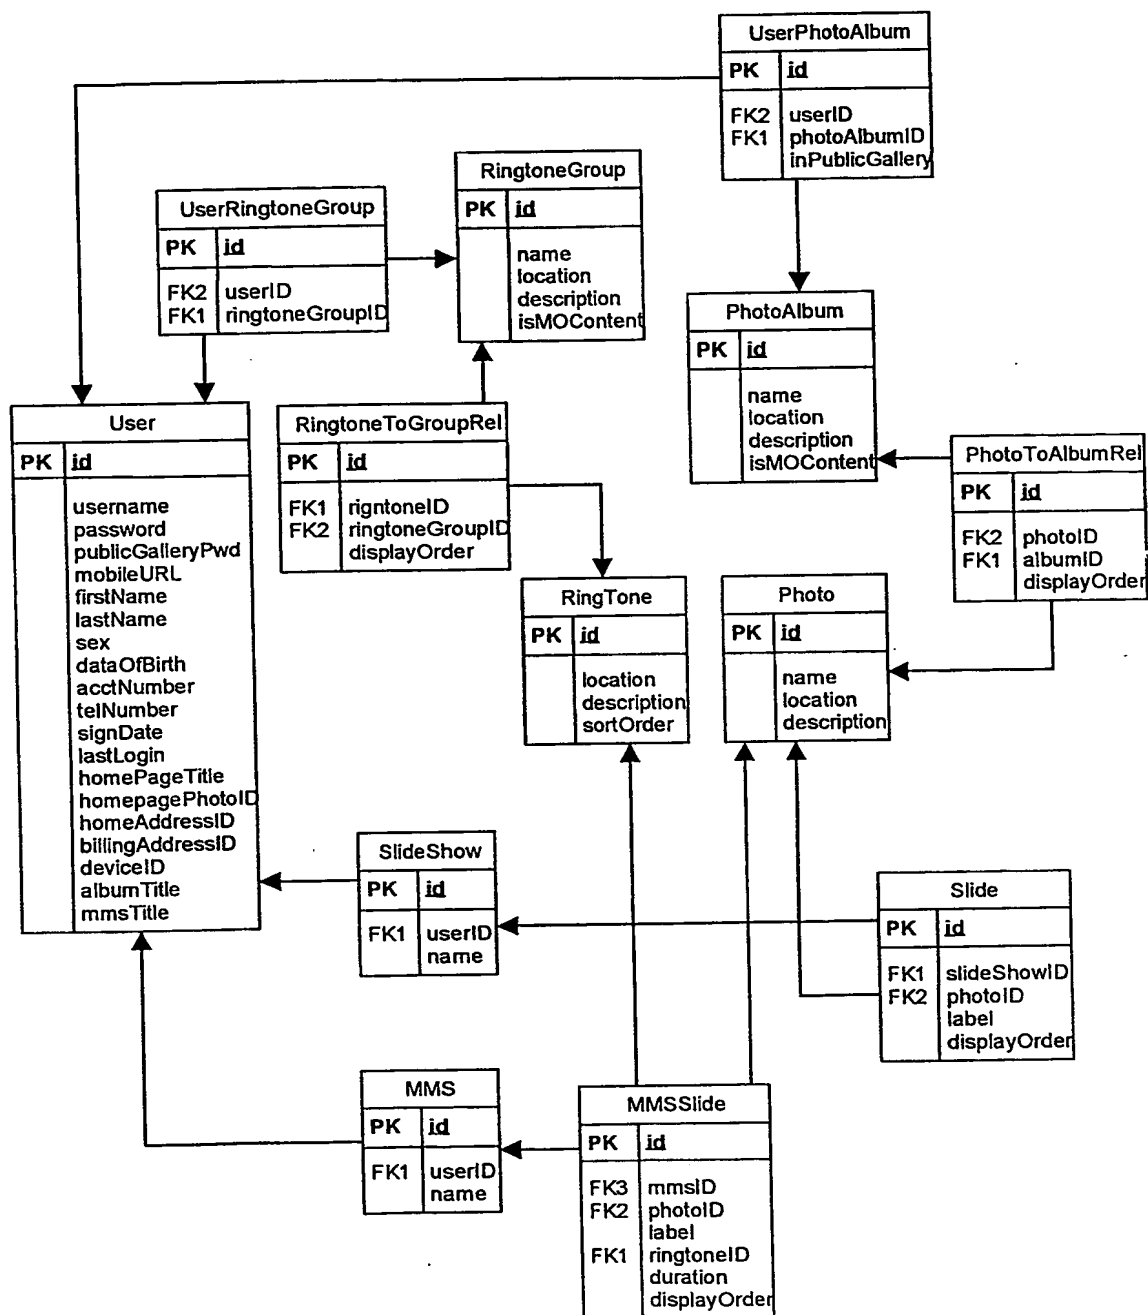 UserPhotoAlbum
PK id
FK2 userID
FK1 photoAlbumID
inPublicGallery
RingtoneGroup
PK id
name
location
description
isMOContent
UserRingtoneGroup
PK id
FK2 userID
FK1 ringtoneGroupID
PhotoAlbum
PK id
name
location
description
isMOContent
User
PK id
username
password
publicGalleryPwd
mobileURL
firstName
lastName
sex
dataOfBirth
acctNumber
telNumber
signDate
lastLogin
homePageTitle
homepagePhotoID
homeAddressID
billingAddressID
deviceID
albumTitle
mmsTitle
RingtoneToGroupRel
PK id
FK1 rigntoneID
FK2 ringtoneGroupID
displayOrder
PhotoToAlbumRel
PK id
FK2 photoID
FK1 albumID
displayOrder
RingTone
PK id
location
description
sortOrder
Photo
PK id
name
location
description
SlideShow
PK id
FK1 userID
name
Slide
PK id
FK1 slideShowID
FK2 photoID
label
displayOrder
MMS
PK id
FK1 userID
name
MMSSlide
PK id
FK3 mmsID
FK2 photoID
label
FK1 ringtoneID
duration
displayOrder